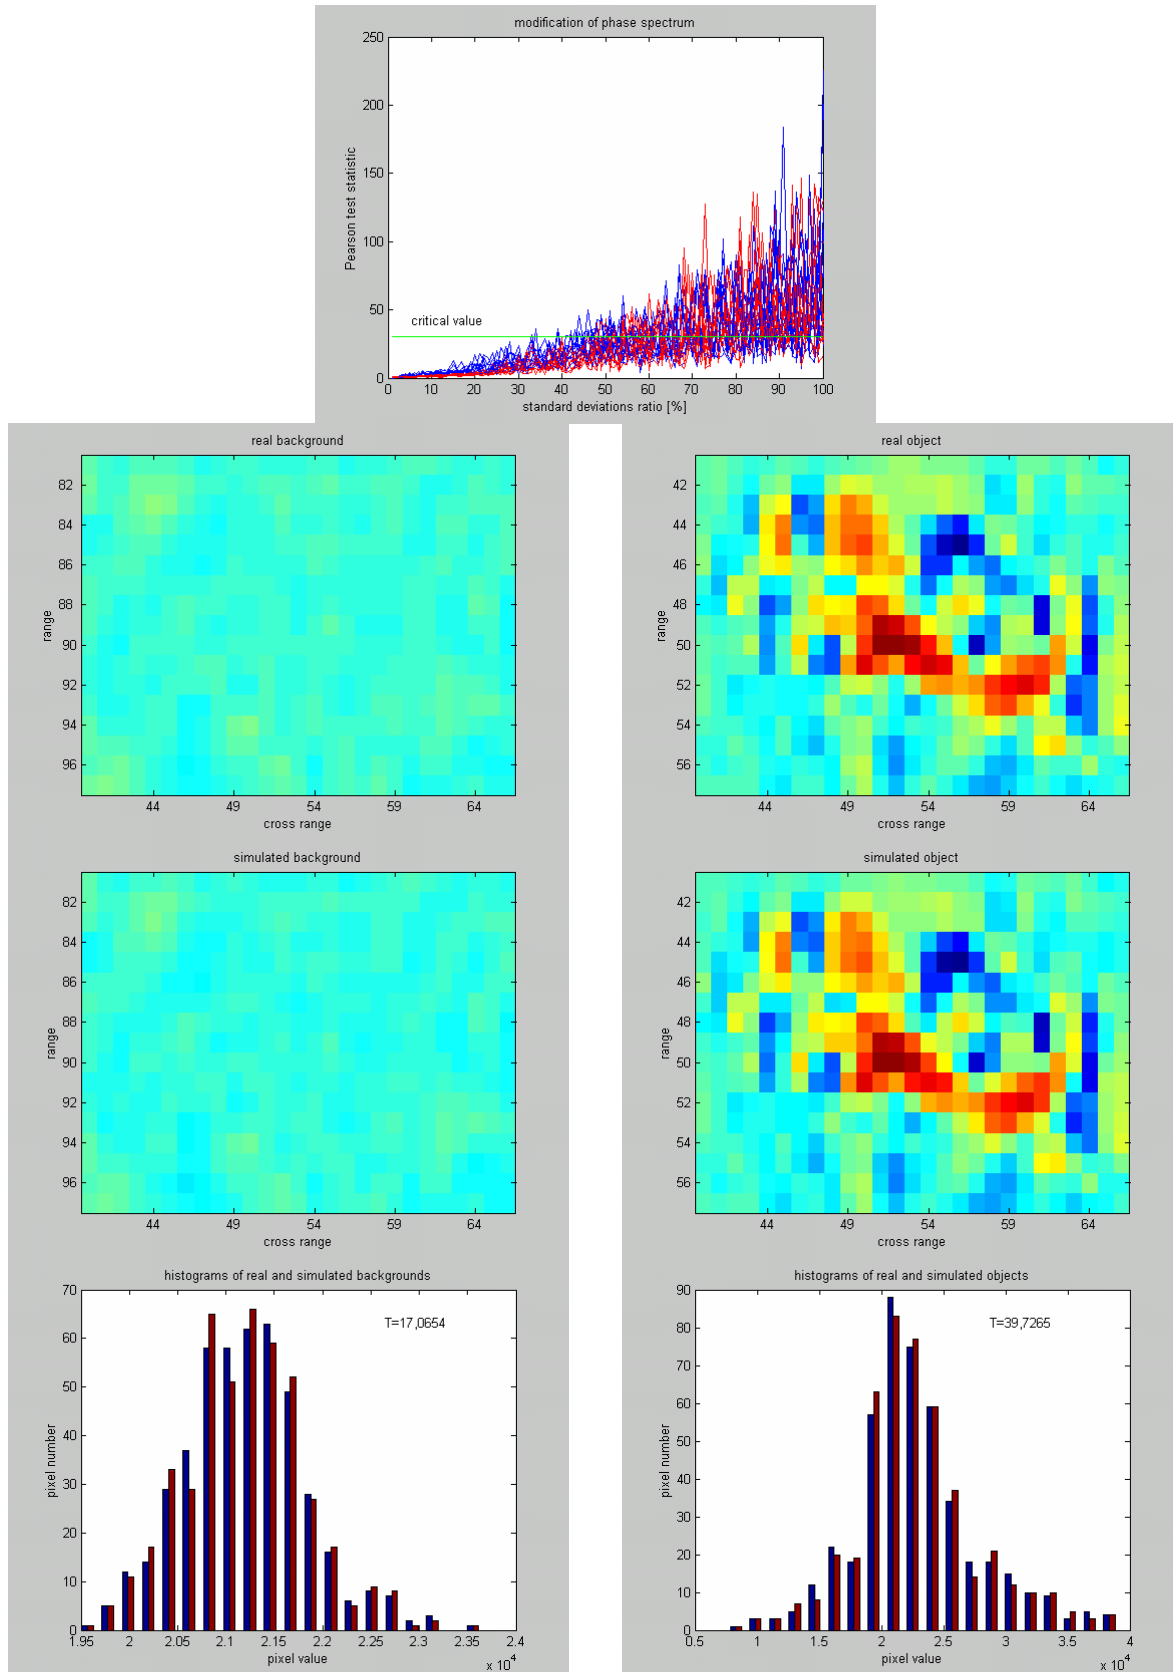 modification of phase spectrum
250
200
150
100
50
0
Pearson test statistic
critical value
0 10 20 30 40 50 60 70 80 90 100
standard deviations ratio [%]
real background
82
84
86
88
90
92
94
96
range
44 49 54 59 64
cross range
real object
42
44
46
48
50
52
54
56
range
44 49 54 59 64
cross range
simulated background
82
84
86
88
90
92
94
96
range
44 49 54 59 64
cross range
simulated object
42
44
46
48
50
52
54
56
range
44 49 54 59 64
cross range
histograms of real and simulated backgrounds
70
60
50
40
30
20
10
0
pixel number
T=17,0654
1.95 2 2.05 2.1 2.15 2.2 2.25 2.3 2.35 2.4
pixel value
x 10^4
histograms of real and simulated objects
90
80
70
60
50
40
30
20
10
0
pixel number
T=39,7265
0.5 1 1.5 2 2.5 3 3.5 4
pixel value
x 10^4